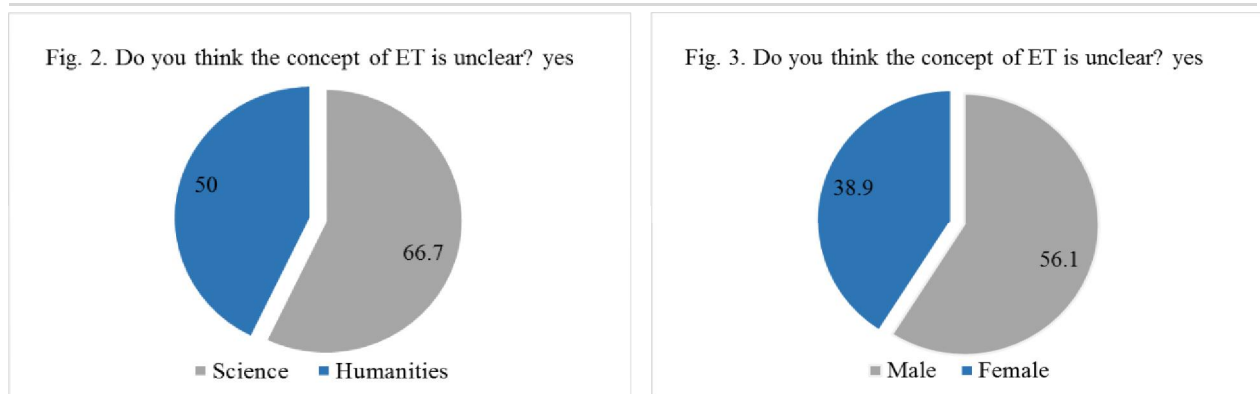 Fig. 2. Do you think the concept of ET is unclear? yes
50
66.7
Science Humanities
Fig. 3. Do you think the concept of ET is unclear? yes
38.9
56.1
Male Female